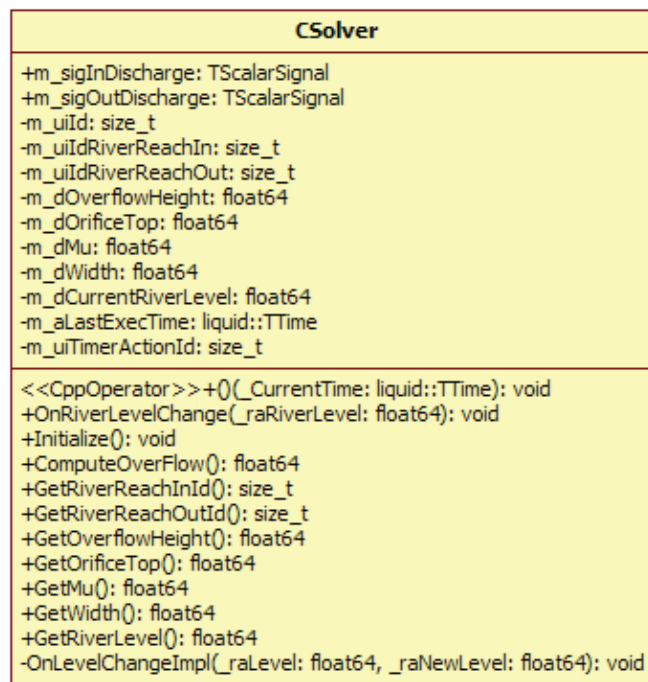 CSolver
+m_sigInDischarge: TScalarSignal
+m_sigOutDischarge: TScalarSignal
-m_uiId: size_t
-m_uiIdRiverReachIn: size_t
-m_uiIdRiverReachOut: size_t
-m_dOverflowHeight: float64
-m_dOrificeTop: float64
-m_dMu: float64
-m_dWidth: float64
-m_dCurrentRiverLevel: float64
-m_aLastExecTime: liquid::TTime
-m_uiTimerActionId: size_t
<<CppOperator>>+()(_CurrentTime: liquid::TTime): void
+OnRiverLevelChange(_raRiverLevel: float64): void
+Initialize(): void
+ComputeOverFlow(): float64
+GetRiverReachInId(): size_t
+GetRiverReachOutId(): size_t
+GetOverflowHeight(): float64
+GetOrificeTop(): float64
+GetMu(): float64
+GetWidth(): float64
+GetRiverLevel(): float64
-OnLevelChangeImpl(_raLevel: float64, _raNewLevel: float64): void